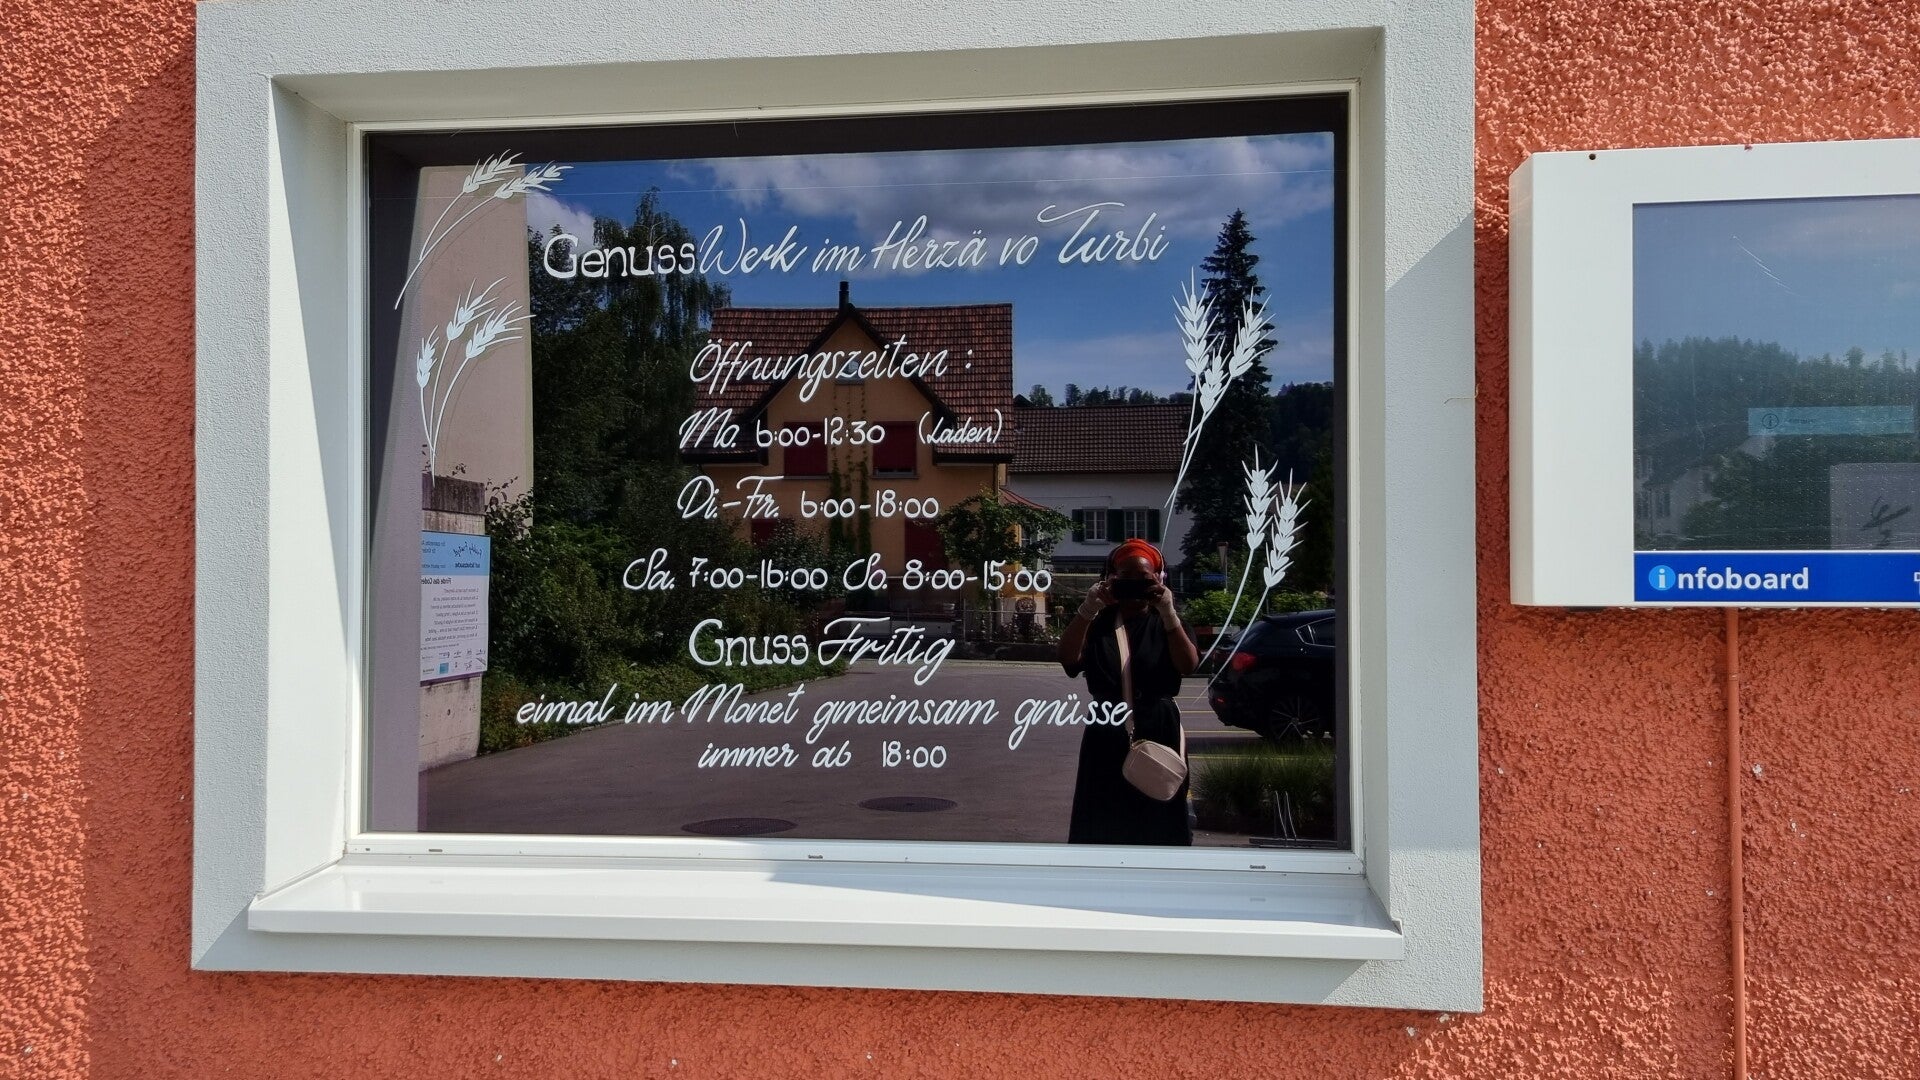 GenussWerk im Herzä vo Turbi
Öffnungszeiten :
Mo. 6:00-12:30 (Laden)
Di.-Fr. 6:00-18:00
Sa. 7:00-16:00 So. 8:00-15:00
Gnuss Fritig
eimal im Monet gmeinsam gnüsse
immer ab 18:00
infoboard